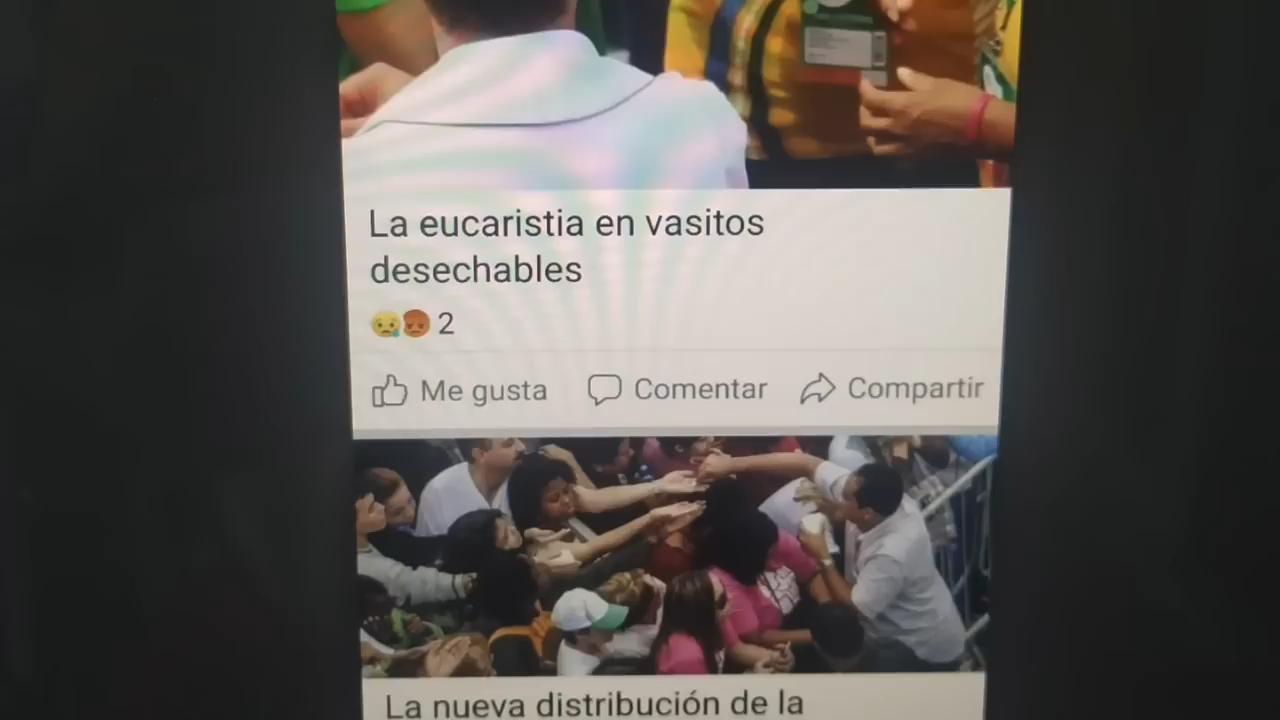 La eucaristia en vasitos
desechables
2
Me gusta Comentar Compartir
La nueva distribución de la